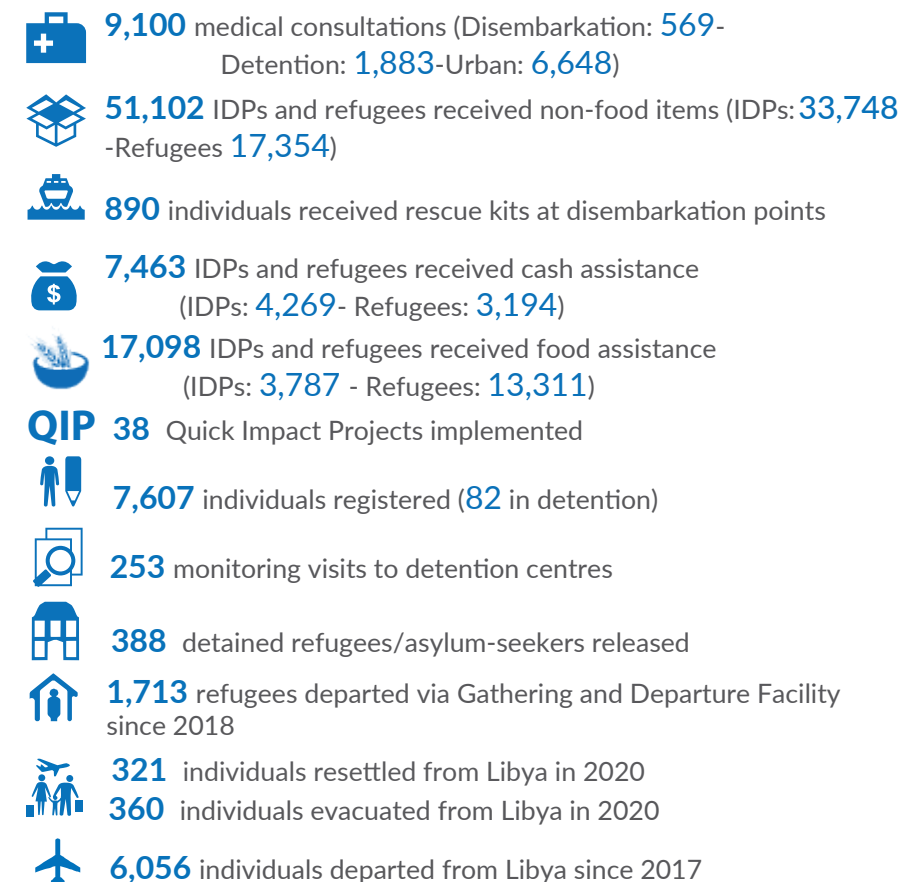 9,100 medical consultations (Disembarkation: 569-
Detention: 1,883-Urban: 6,648)
51,102 IDPs and refugees received non-food items (IDPs: 33,748
-Refugees 17,354)
890 individuals received rescue kits at disembarkation points
7,463 IDPs and refugees received cash assistance
$
(IDPs: 4,269- Refugees: 3,194)
17,098 IDPs and refugees received food assistance
(IDPs: 3,787 - Refugees: 13,311)
QIP 38 Quick Impact Projects implemented
7,607 individuals registered (82 in detention)
253 monitoring visits to detention centres
388 detained refugees/asylum-seekers released
1,713 refugees departed via Gathering and Departure Facility
since 2018
321 individuals resettled from Libya in 2020
360 individuals evacuated from Libya in 2020
6,056 individuals departed from Libya since 2017